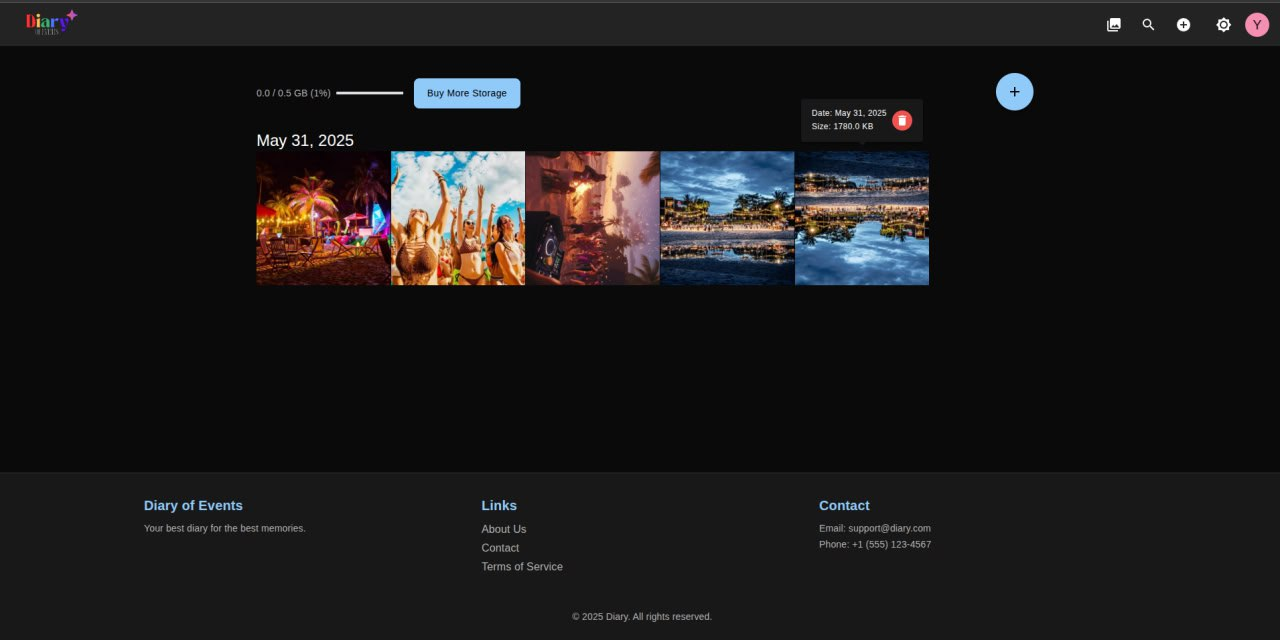 Diary
OF EVENTS
Y
0.0 / 0.5 GB (1%)
Buy More Storage
Date: May 31, 2025
Size: 1780.0 KB
May 31, 2025
Diary of Events
Your best diary for the best memories.
Links
About Us
Contact
Terms of Service
Contact
Email: support@diary.com
Phone: +1 (555) 123-4567
© 2025 Diary. All rights reserved.